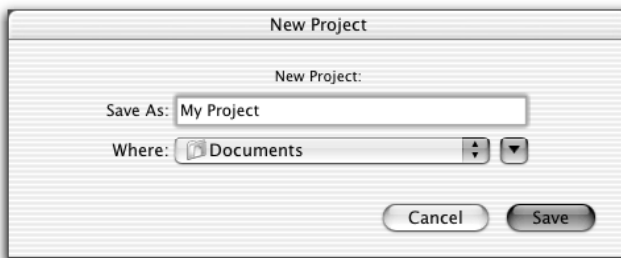 New Project
New Project:
Save As: My Project
Where: Documents
Cancel Save